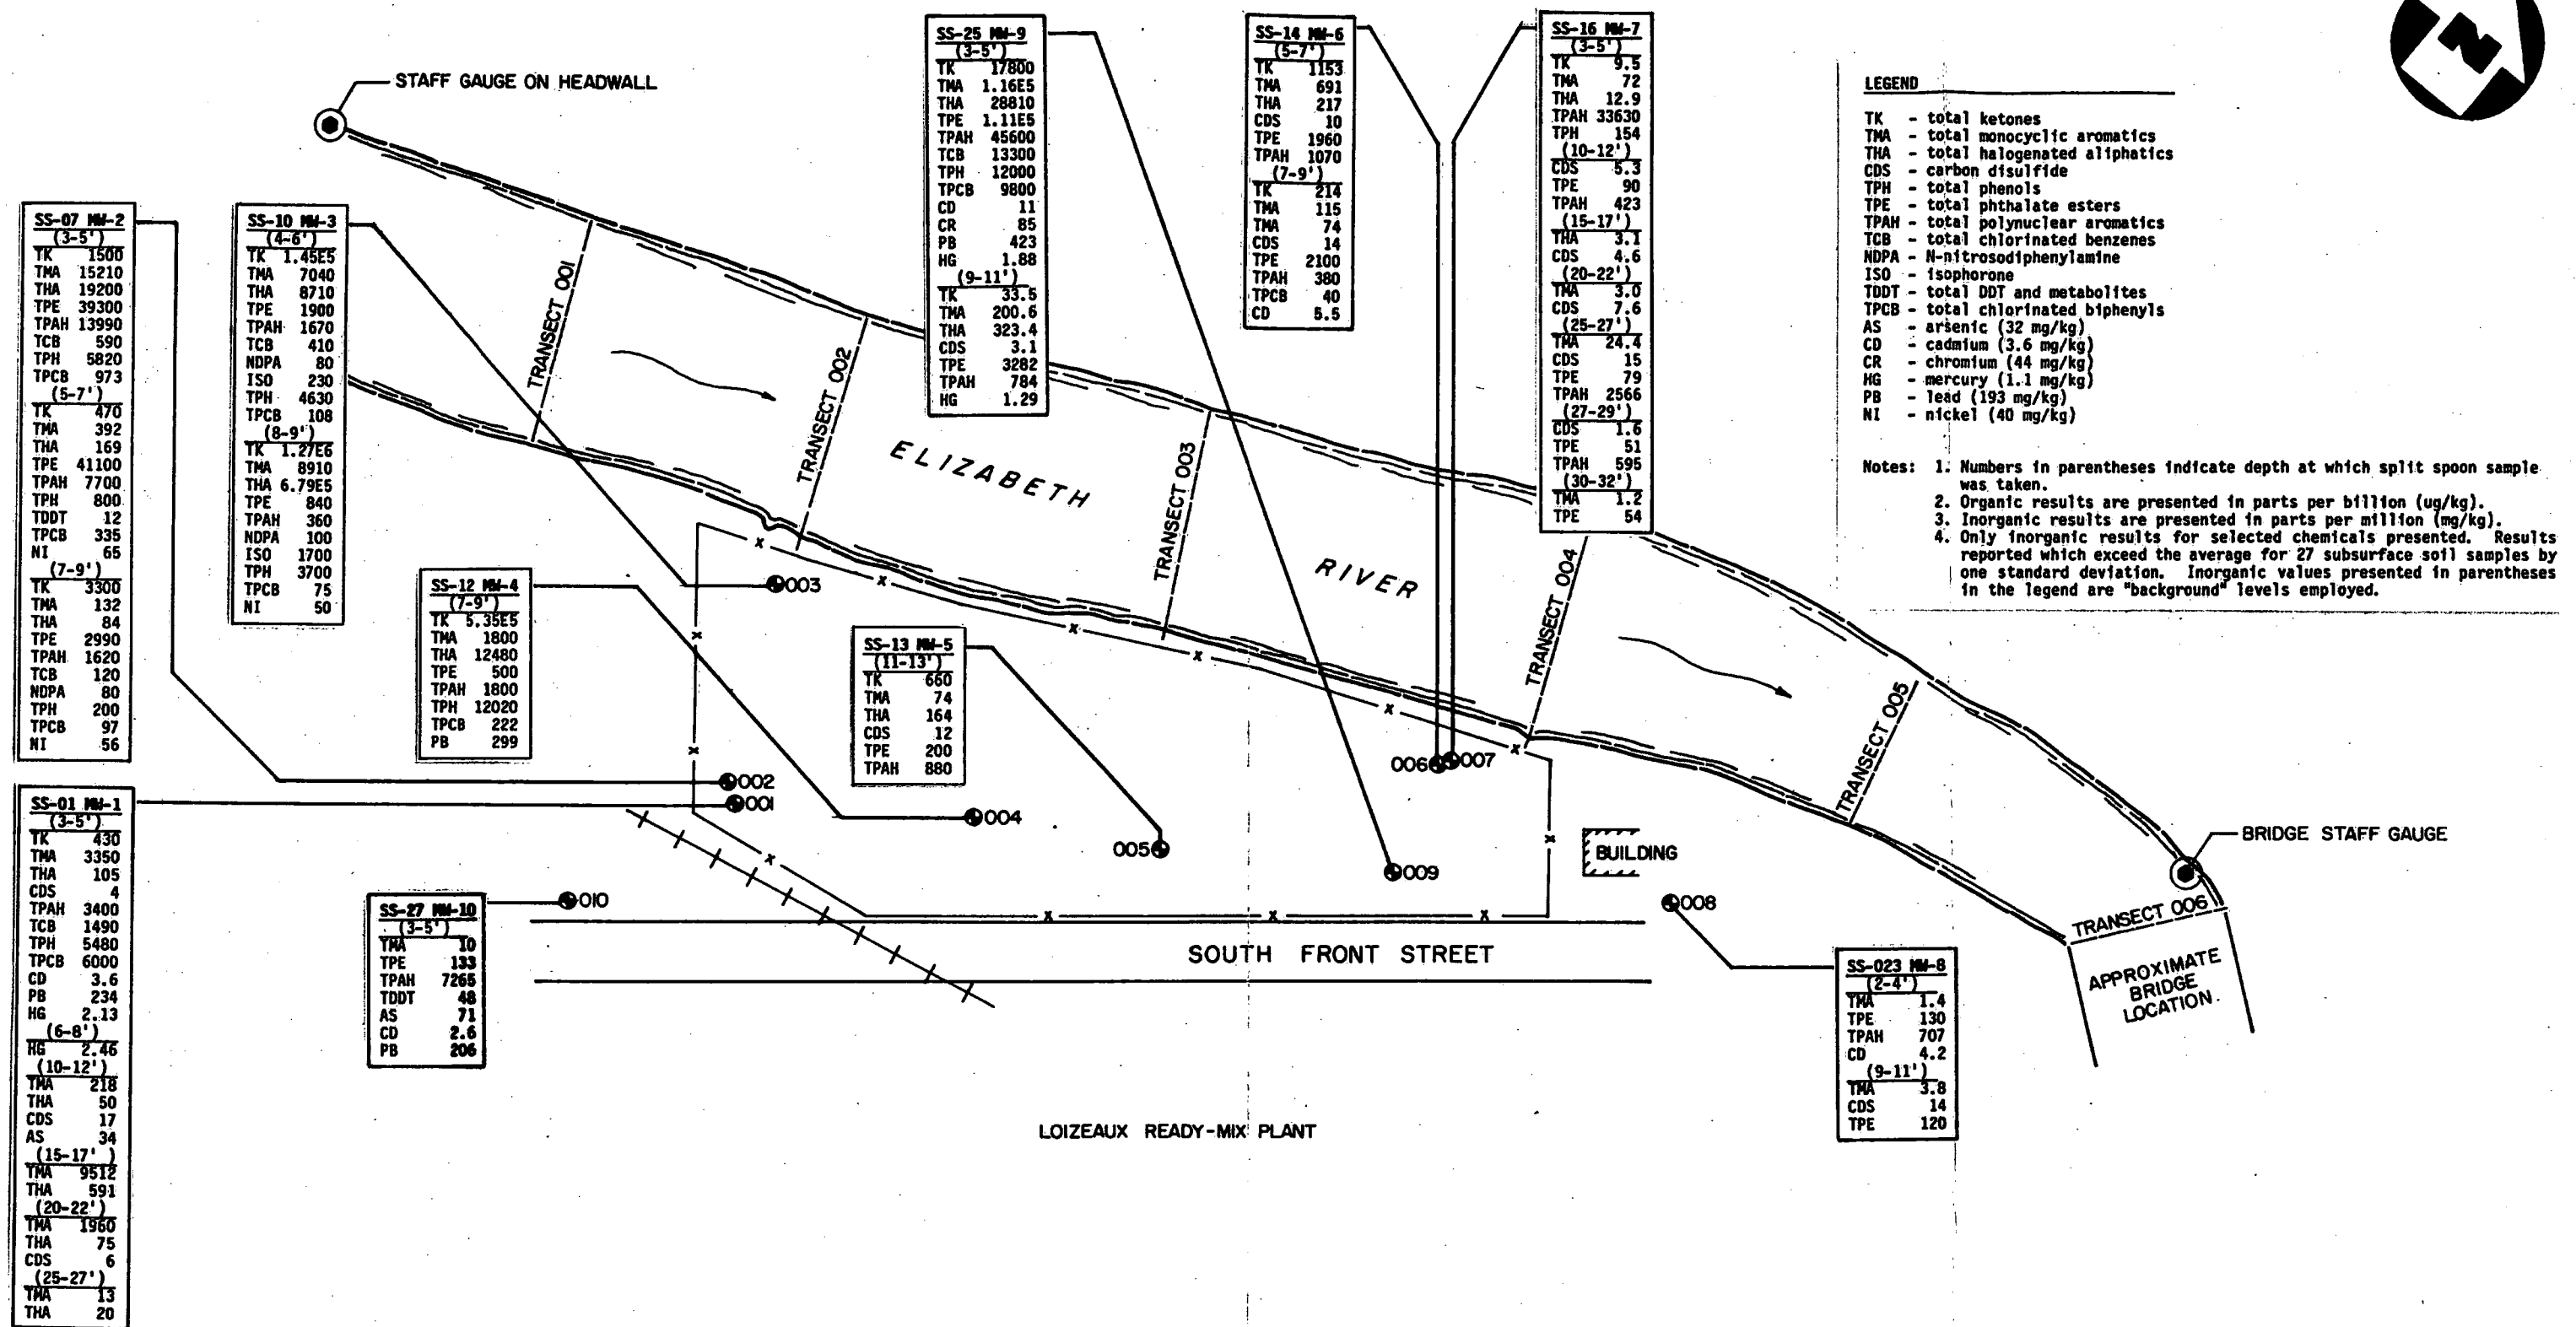 STAFF GAUGE ON HEADWALL
SS-07 MW-2
(3-5')
TK 1500
TMA 15210
THA 19200
TPE 39300
TPAH 13990
TCB 590
TPH 5820
TPCB 973
(5-7')
TK 470
TMA 392
THA 169
TPE 41100
TPAH 7700
TPH 800
TDDT 12
TPCB 335
NI 65
(7-9')
TK 3300
TMA 132
THA 84
TPE 2990
TPAH 1620
TCB 120
NDPA 80
TPH 200
TPCB 97
NI 56
SS-01 MW-1
(3-5')
TK 430
TMA 3350
THA 105
CDS 4
TPAH 3400
TCB 1490
TPH 5480
TPCB 6000
CD 3.6
PB 234
HG 2.13
(6-8')
HG 2.46
(10-12')
TMA 218
THA 50
CDS 17
AS 34
(15-17')
TMA 9512
THA 591
(20-22')
TMA 1960
THA 75
CDS 6
(25-27')
TMA 13
THA 20
SS-10 MW-3
(4-6')
TK 1.45E5
TMA 7040
THA 8710
TPE 1900
TPAH 1670
TCB 410
NDPA 80
ISO 230
TPH 4630
TPCB 108
(8-9')
TK 1.27E6
TMA 8910
THA 6.79E5
TPE 840
TPAH 360
NDPA 100
ISO 1700
TPH 3700
TPCB 75
NI 50
SS-12 MW-4
(7-9')
TK 5.35E5
TMA 1800
THA 12480
TPE 500
TPAH 1800
TPH 12020
TPCB 222
PB 299
SS-27 MW-10
(3-5')
TMA 10
TPE 133
TPAH 7265
TDDT 48
AS 71
CD 2.6
PB 206
SS-13 MW-5
(11-13')
TK 660
TMA 74
THA 164
CDS 12
TPE 200
TPAH 880
SS-25 MW-9
(3-5')
TK 17800
TMA 1.16E5
THA 28810
TPE 1.11E5
TPAH 45600
TCB 13300
TPH 12000
TPCB 9800
CD 11
CR 85
PB 423
HG 1.88
(9-11')
TK 33.5
TMA 200.6
THA 323.4
CDS 3.1
TPE 3282
TPAH 784
HG 1.29
SS-14 MW-6
(5-7')
TK 1153
TMA 691
THA 217
CDS 10
TPE 1960
TPAH 1070
(7-9')
TK 214
TMA 115
TMA 74
CDS 14
TPE 2100
TPAH 380
TPCB 40
CD 5.5
SS-16 MW-7
(3-5')
TK 9.5
TMA 72
THA 12.9
TPAH 33630
TPH 154
(10-12')
CDS 5.3
TPE 90
TPAH 423
(15-17')
THA 3.1
CDS 4.6
(20-22')
TMA 3.0
CDS 7.6
(25-27')
TMA 24.4
CDS 15
TPE 79
TPAH 2566
(27-29')
CDS 1.6
TPE 51
TPAH 595
(30-32')
TMA 1.2
TPE 54
SS-023 MW-8
(2-4')
TMA 1.4
TPE 130
TPAH 707
CD 4.2
(9-11')
TMA 3.8
CDS 14
TPE 120
N
LEGEND
TK - total ketones
TMA - total monocyclic aromatics
THA - total halogenated aliphatics
CDS - carbon disulfide
TPH - total phenols
TPE - total phthalate esters
TPAH - total polynuclear aromatics
TCB - total chlorinated benzenes
NDPA - N-nitrosodiphenylamine
ISO - isophorone
TDDT - total DDT and metabolites
TPCB - total chlorinated biphenyls
AS - arsenic (32 mg/kg)
CD - cadmium (3.6 mg/kg)
CR - chromium (44 mg/kg)
HG - mercury (1.1 mg/kg)
PB - lead (193 mg/kg)
NI - nickel (40 mg/kg)
Notes: 1. Numbers in parentheses indicate depth at which split spoon sample
was taken.
2. Organic results are presented in parts per billion (ug/kg).
3. Inorganic results are presented in parts per million (mg/kg).
4. Only inorganic results for selected chemicals presented. Results
reported which exceed the average for 27 subsurface soil samples by
one standard deviation. Inorganic values presented in parentheses
in the legend are "background" levels employed.
TRANSECT 001
TRANSECT 002
TRANSECT 003
TRANSECT 004
TRANSECT 005
TRANSECT 006
ELIZABETH
RIVER
003
002
001
004
005
006
007
009
008
010
BUILDING
BRIDGE STAFF GAUGE
APPROXIMATE
BRIDGE
LOCATION.
SOUTH FRONT STREET
LOIZEAUX READY-MIX PLANT